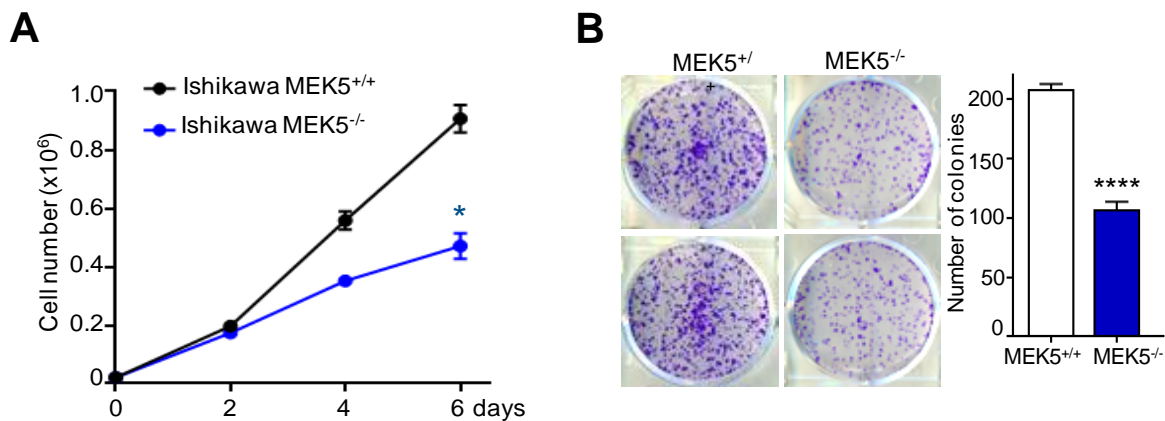 A
Ishikawa MEK5+/+
Ishikawa MEK5-/-
Cell number (x10⁶)
1.0
0.8
0.6
0.4
0.2
0
0 2 4 6 days
*
B
MEK5+/
+
MEK5-/-
Number of colonies
200
150
100
50
0
****
MEK5+/+ MEK5-/-